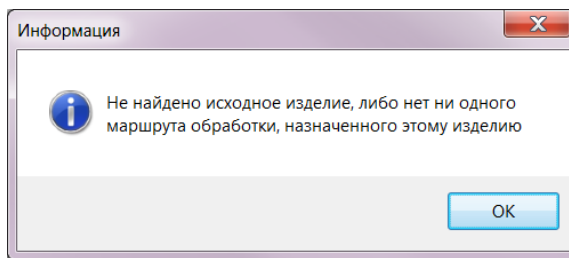 Информация
Не найдено исходное изделие, либо нет ни одного
маршрута обработки, назначенного этому изделию
OK